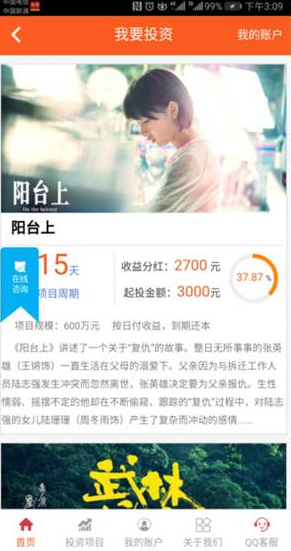 中国电信
中国联通
下午3:09
我要投资
我的账户
阳台上
On the balcony
阳台上
在线
咨询
15天
项目周期
收益分红：2700 元
起投金额：3000元
37.87 %
项目规模：600万元 按日付收益，到期还本
《阳台上》讲述了一个关于“复仇”的故事。整日无所事事的张英
雄（王锵饰）一直生活在父母的溺爱下。父亲因为与拆迁工作人
员陆志强发生冲突而忽然离世，张英雄决定要为父亲报仇。生性
懦弱、摇摆不定的他却在不断偷窥、跟踪的“复仇”过程中，对陆志
强的女儿陆珊珊（周冬雨饰）产生了复杂而冲动的感情......
武林
首页
投资项目
我的账户
关于我们
QQ客服